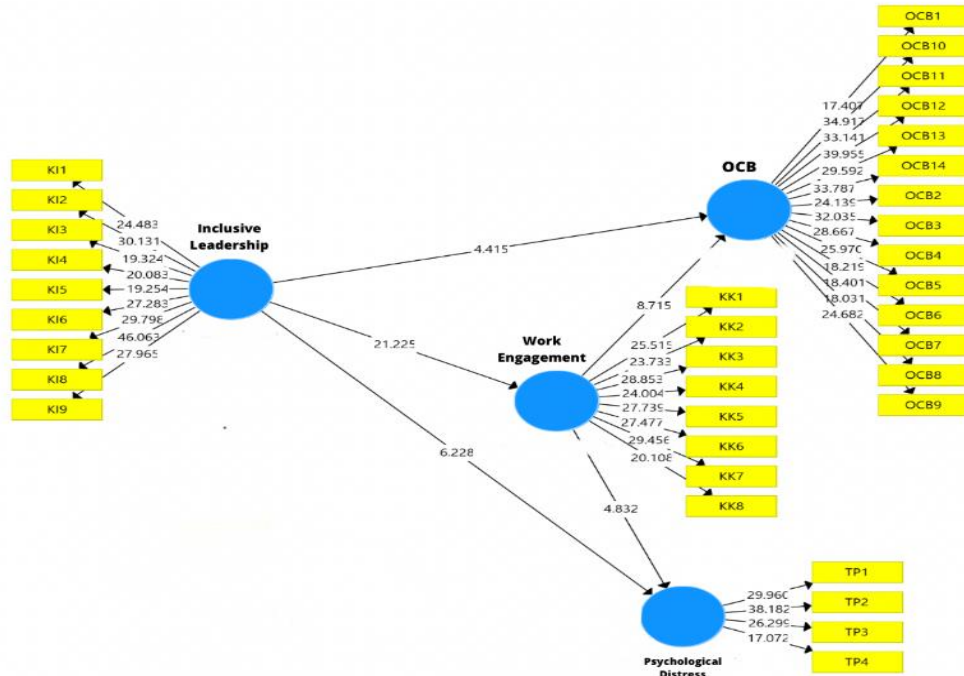 KI1
KI2
KI3
KI4
KI5
KI6
KI7
KI8
KI9
24.483
30.131
19.324
20.083
19.254
27.283
29.798
46.063
27.965
Inclusive
Leadership
4.415
21.225
6.228
Work
Engagement
8.715
4.832
25.519
23.733
28.853
24.004
27.739
27.477
29.456
20.108
KK1
KK2
KK3
KK4
KK5
KK6
KK7
KK8
OCB
17.407
34.917
33.141
39.955
29.592
33.787
24.139
32.035
28.667
25.970
18.219
18.401
18.031
24.682
OCB1
OCB10
OCB11
OCB12
OCB13
OCB14
OCB2
OCB3
OCB4
OCB5
OCB6
OCB7
OCB8
OCB9
Psychological
Distress
29.960
38.182
26.299
17.072
TP1
TP2
TP3
TP4